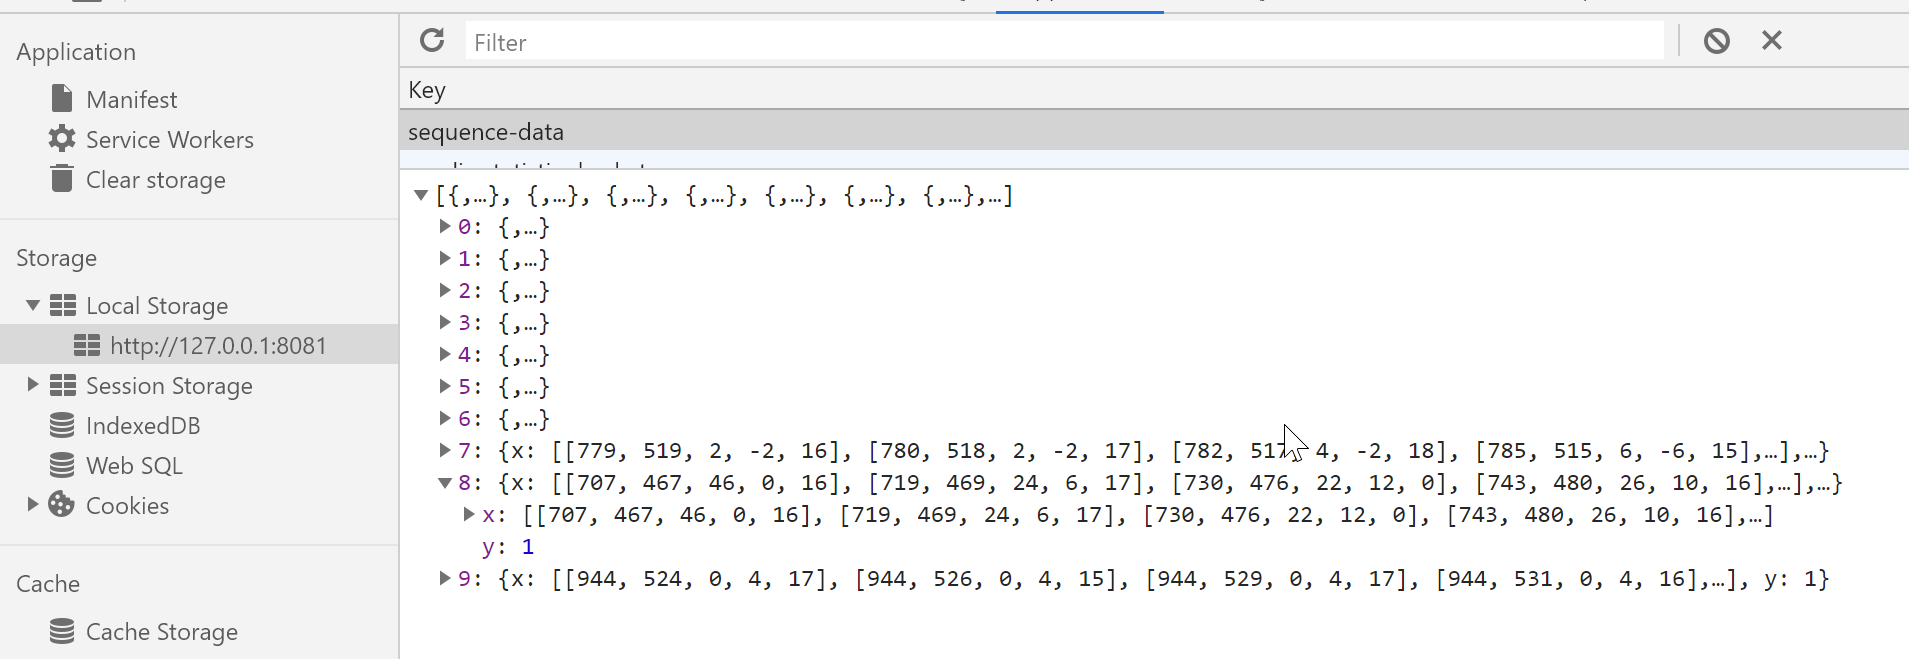 Application
Manifest
Service Workers
Clear storage
Storage
Local Storage
http://127.0.0.1:8081
Session Storage
IndexedDB
Web SQL
Cookies
Cache
Cache Storage
Filter
Key
sequence-data
[{,…}, {,…}, {,…}, {,…}, {,…}, {,…}, {,…},…]
0: {,…}
1: {,…}
2: {,…}
3: {,…}
4: {,…}
5: {,…}
6: {,…}
7: {x: [[779, 519, 2, -2, 16], [780, 518, 2, -2, 17], [782, 517, 4, -2, 18], [785, 515, 6, -6, 15],…],…}
8: {x: [[707, 467, 46, 0, 16], [719, 469, 24, 6, 17], [730, 476, 22, 12, 0], [743, 480, 26, 10, 16],…],…}
x: [[707, 467, 46, 0, 16], [719, 469, 24, 6, 17], [730, 476, 22, 12, 0], [743, 480, 26, 10, 16],…]
y: 1
9: {x: [[944, 524, 0, 4, 17], [944, 526, 0, 4, 15], [944, 529, 0, 4, 17], [944, 531, 0, 4, 16],…], y: 1}